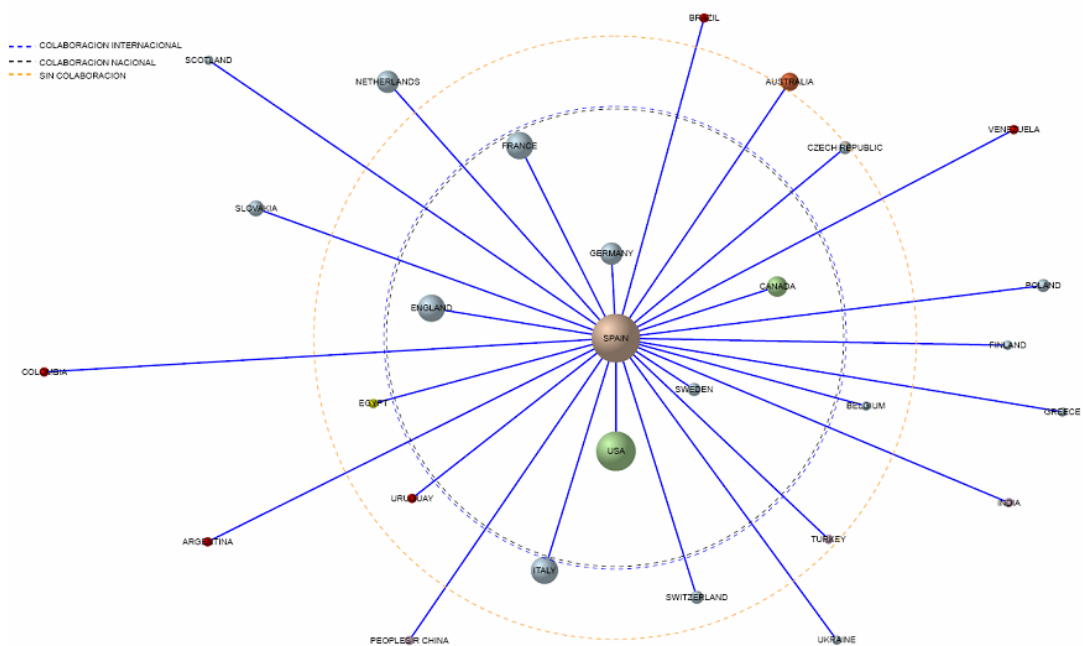 BRAZIL
COLABORACION INTERNACIONAL
COLABORACION NACIONAL
SIN COLABORACION
SCOTLAND
NETHERLANDS
AUSTRALIA
VENEZUELA
FRANCE
CZECH REPUBLIC
SLOVAKIA
GERMANY
CANADA
POLAND
ENGLAND
SPAIN
FINLAND
COLOMBIA
SWEDEN
EGYPT
BELGIUM
GREECE
USA
URUGUAY
INDIA
ARGENTINA
TURKEY
ITALY
SWITZERLAND
PEOPLES R CHINA
UKRAINE